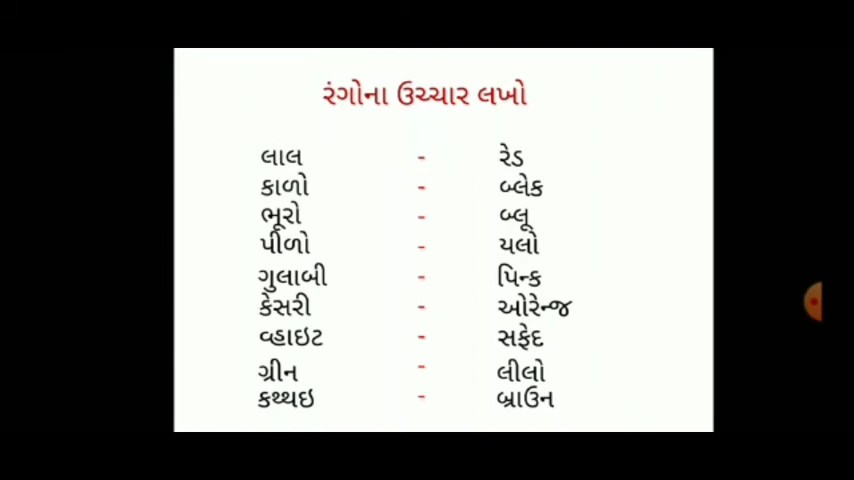 રંગોના ઉચ્ચાર લખો
લાલ - રેડ
કાળો - બ્લેક
ભૂરો - બ્લૂ
પીળો - યલો
ગુલાબી - પિન્ક
કેસરી - ઓરેન્જ
વ્હાઇટ - સફેદ
ગ્રીન - લીલો
કથ્થઇ - બ્રાઉન